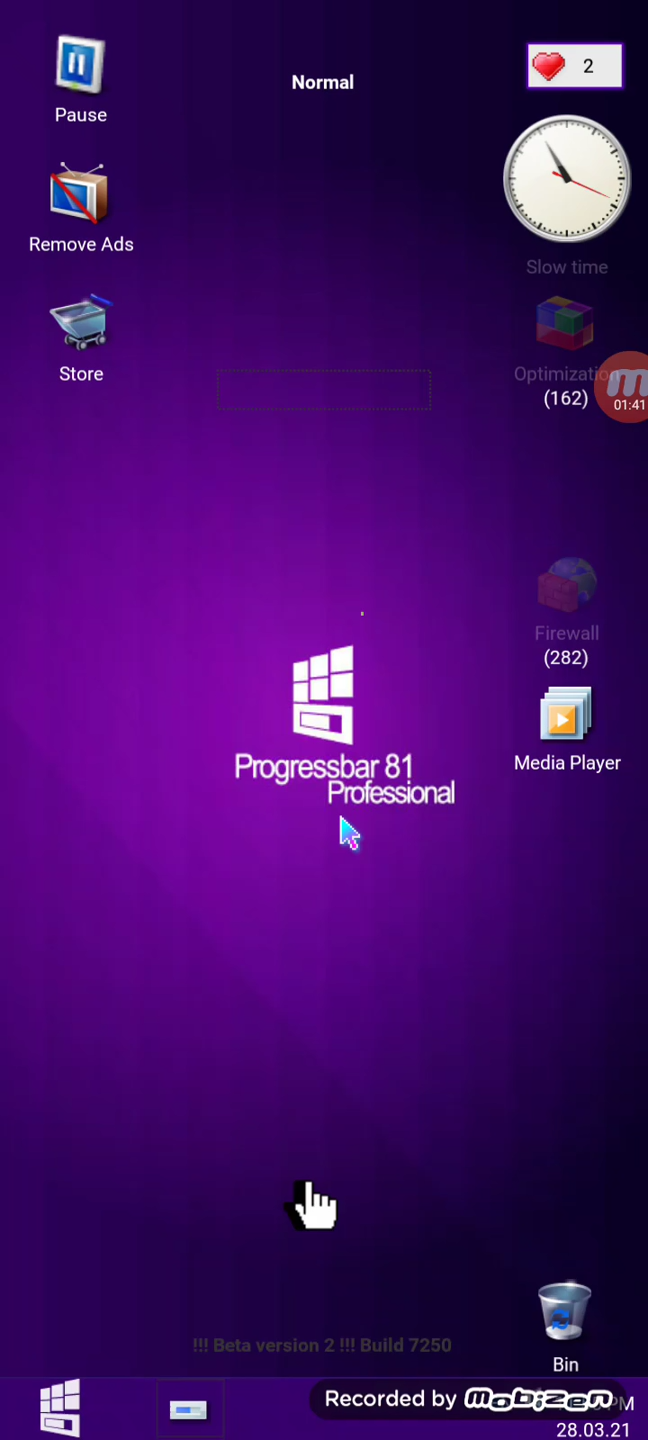 Pause
Normal
2
Remove Ads
Slow time
Store
Optimization
(162)
01:41
Firewall
(282)
Media Player
Progressbar 81
Professional
!!! Beta version 2 !!! Build 7250
Bin
Recorded by mobizen
PM
28.03.21